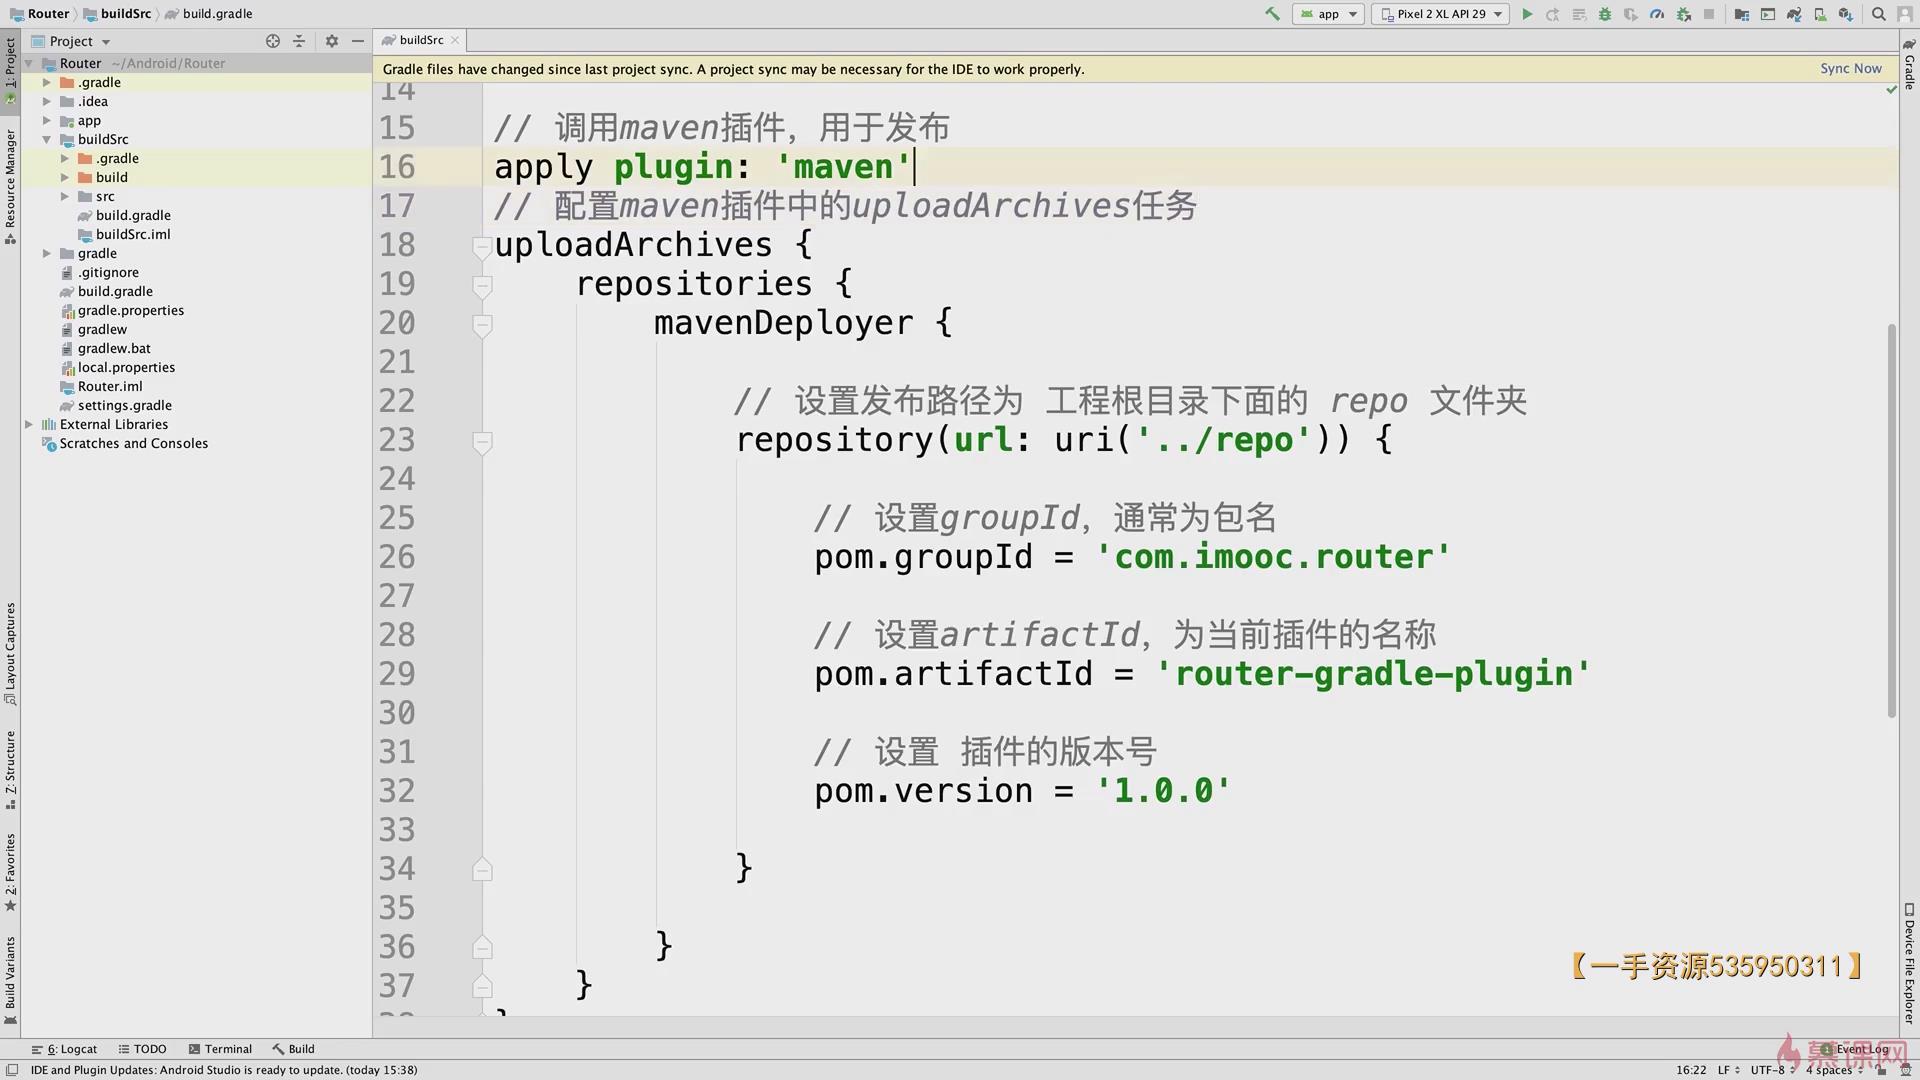 Router buildSrc build.gradle
app Pixel 2 XL API 29
Project
buildSrc
Router ~/Android/Router
.gradle
.idea
app
buildSrc
.gradle
build
src
build.gradle
buildSrc.iml
gradle
.gitignore
build.gradle
gradle.properties
gradlew
gradlew.bat
local.properties
Router.iml
settings.gradle
External Libraries
Scratches and Consoles
1: Project
Resource Manager
Layout Captures
7: Structure
2: Favorites
Build Variants
Gradle files have changed since last project sync. A project sync may be necessary for the IDE to work properly.
Sync Now
14
15 // 调用maven插件，用于发布
16 apply plugin: 'maven'
17 // 配置maven插件中的uploadArchives任务
18 uploadArchives {
19 repositories {
20 mavenDeployer {
21
22 // 设置发布路径为 工程根目录下面的 repo 文件夹
23 repository(url: uri('../repo')) {
24
25 // 设置groupId，通常为包名
26 pom.groupId = 'com.imooc.router'
27
28 // 设置artifactId，为当前插件的名称
29 pom.artifactId = 'router-gradle-plugin'
30
31 // 设置 插件的版本号
32 pom.version = '1.0.0'
33
34 }
35
36 }
37 }
38 }
Gradle
Device File Explorer
【一手资源535950311】
6: Logcat TODO Terminal Build
Event Log
慕课网
IDE and Plugin Updates: Android Studio is ready to update. (today 15:38)
16:22 LF UTF-8 4 spaces